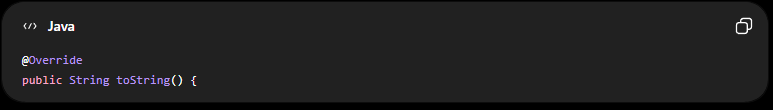 </> Java
@Override
public String toString() {